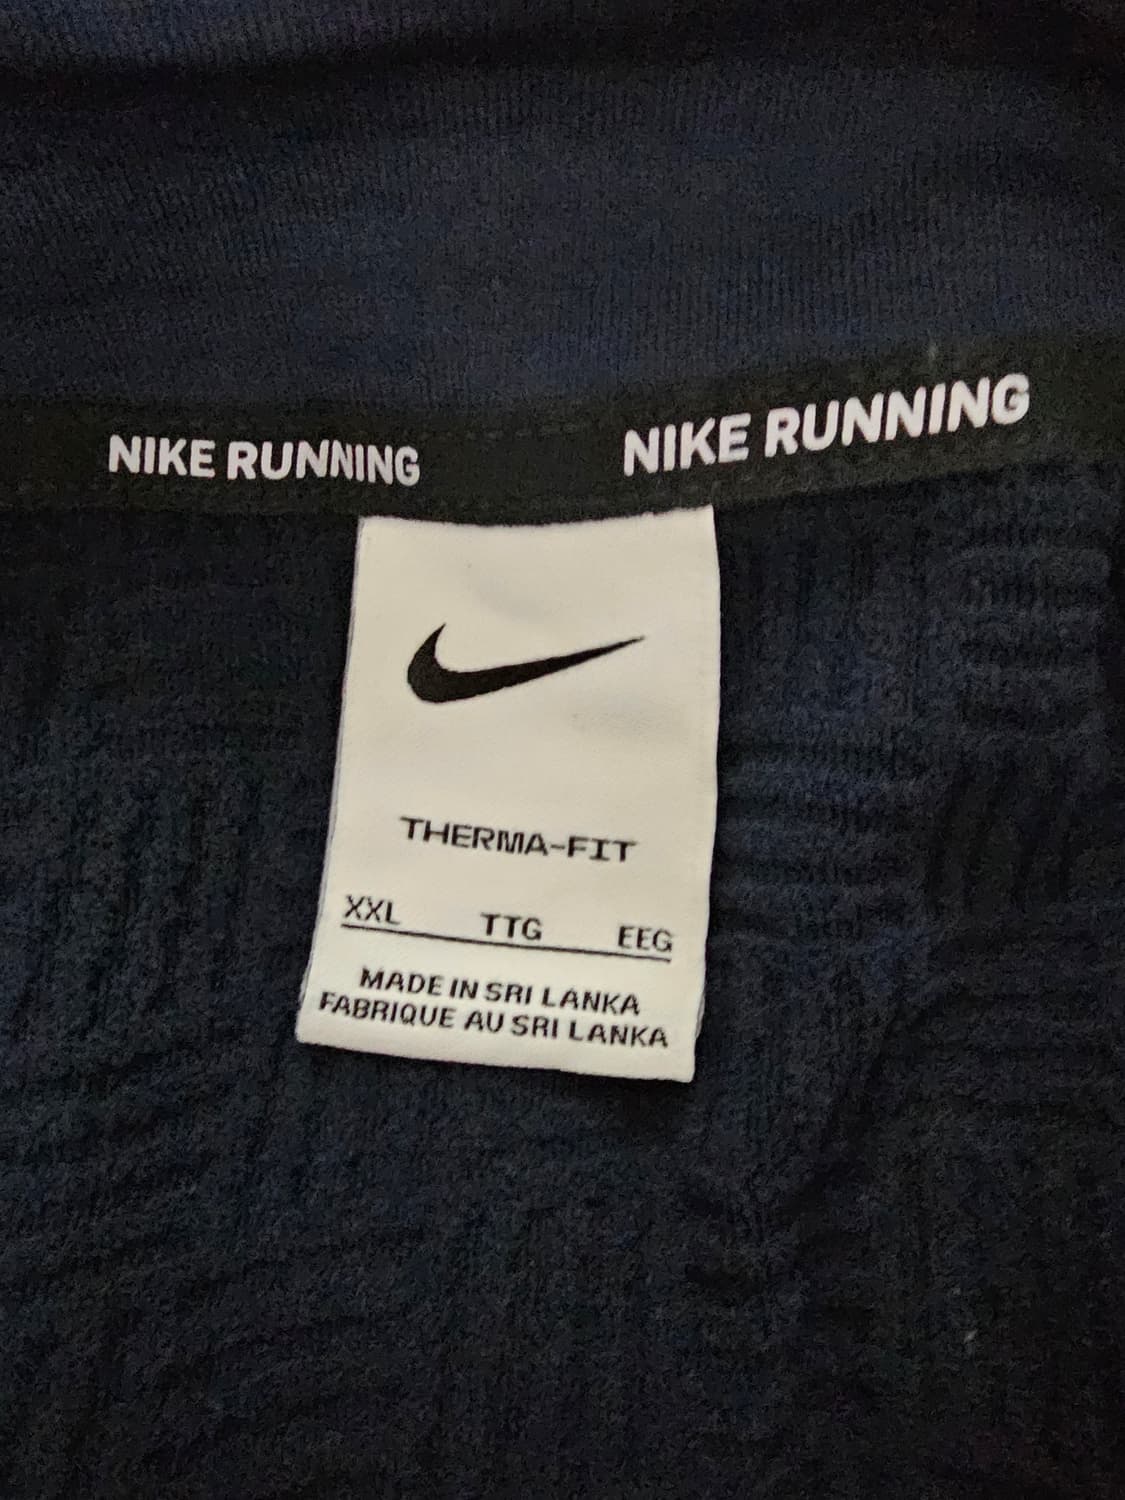 NIKE RUNNING NIKE RUNNING
THERMA-FIT
XXL TTG EEG
MADE IN SRI LANKA
FABRIQUE AU SRI LANKA